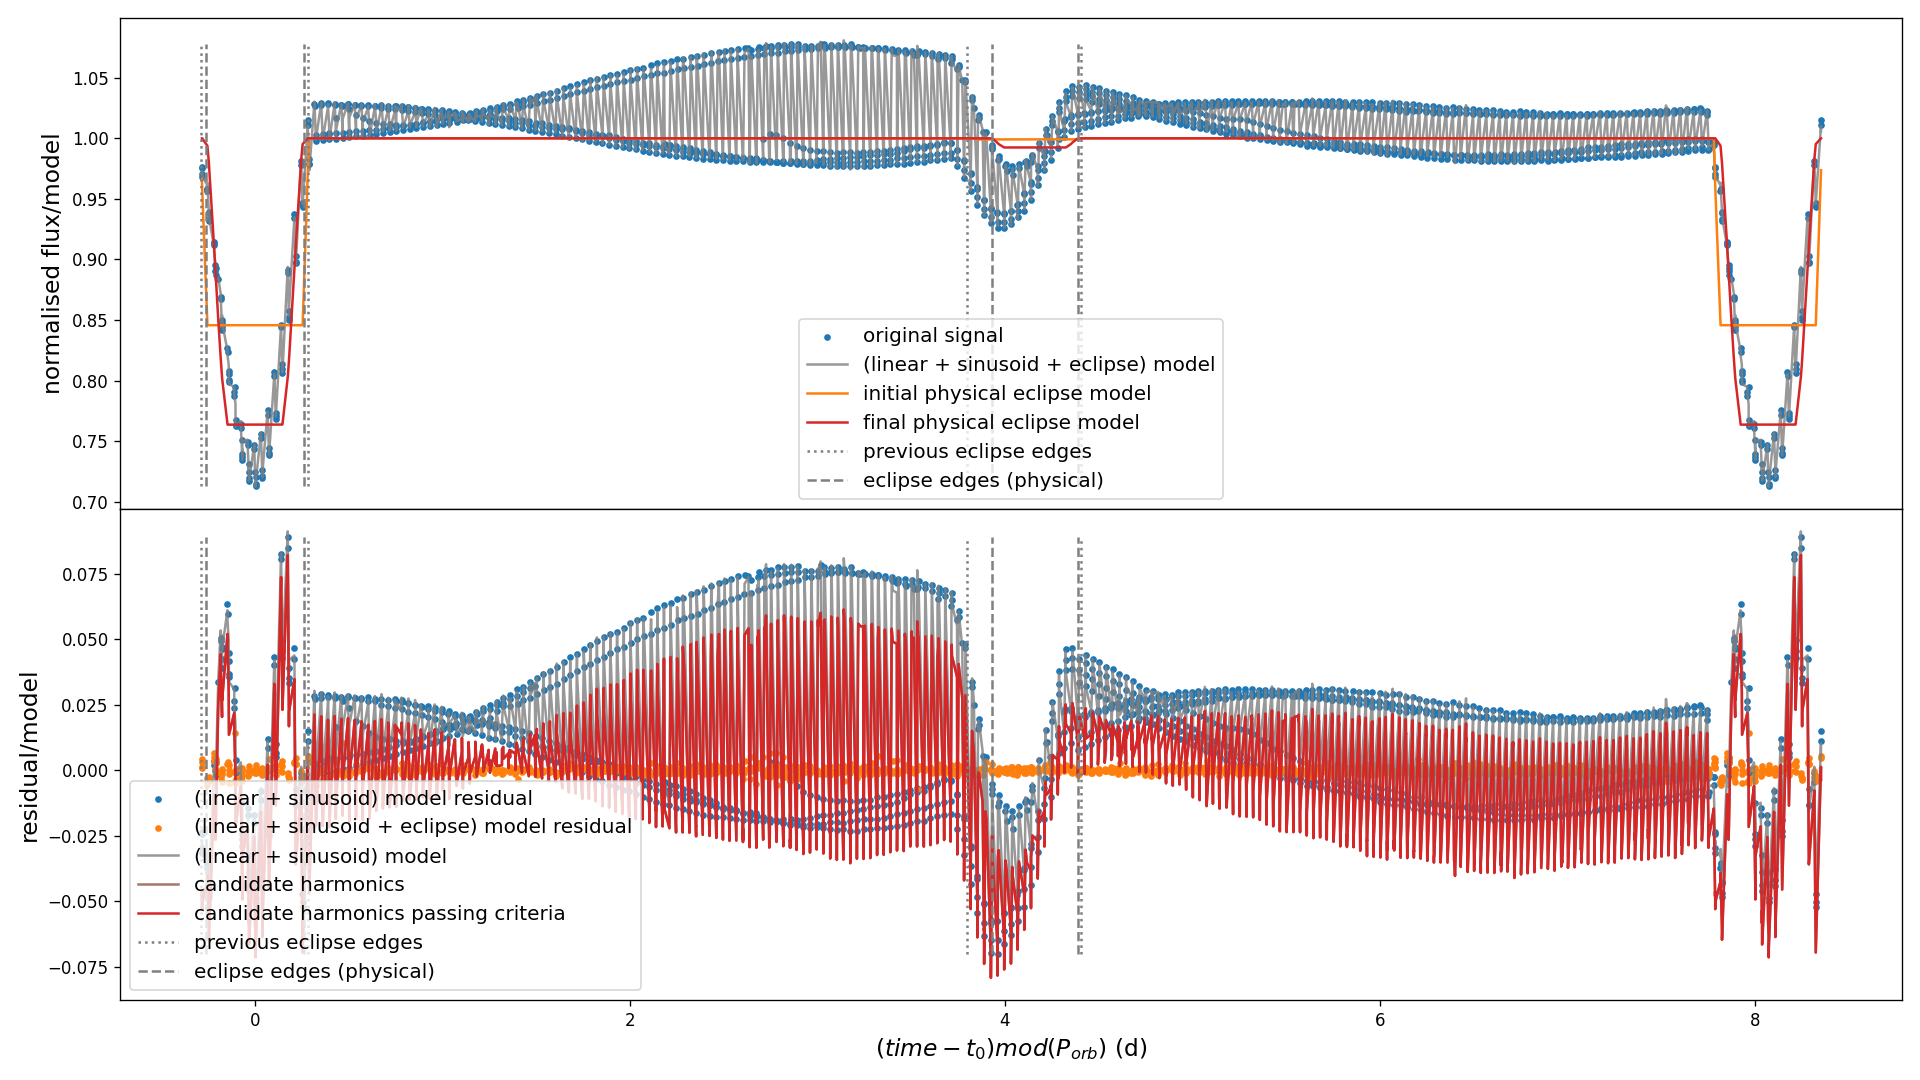 normalised flux/model
1.05
1.00
0.95
0.90
0.85
0.80
0.75
0.70
original signal
(linear + sinusoid + eclipse) model
initial physical eclipse model
final physical eclipse model
previous eclipse edges
eclipse edges (physical)
residual/model
0.075
0.050
0.025
0.000
−0.025
−0.050
−0.075
(linear + sinusoid) model residual
(linear + sinusoid + eclipse) model residual
(linear + sinusoid) model
candidate harmonics
candidate harmonics passing criteria
previous eclipse edges
eclipse edges (physical)
0 2 4 6 8
(time − t₀)mod(Pₒᵣb) (d)